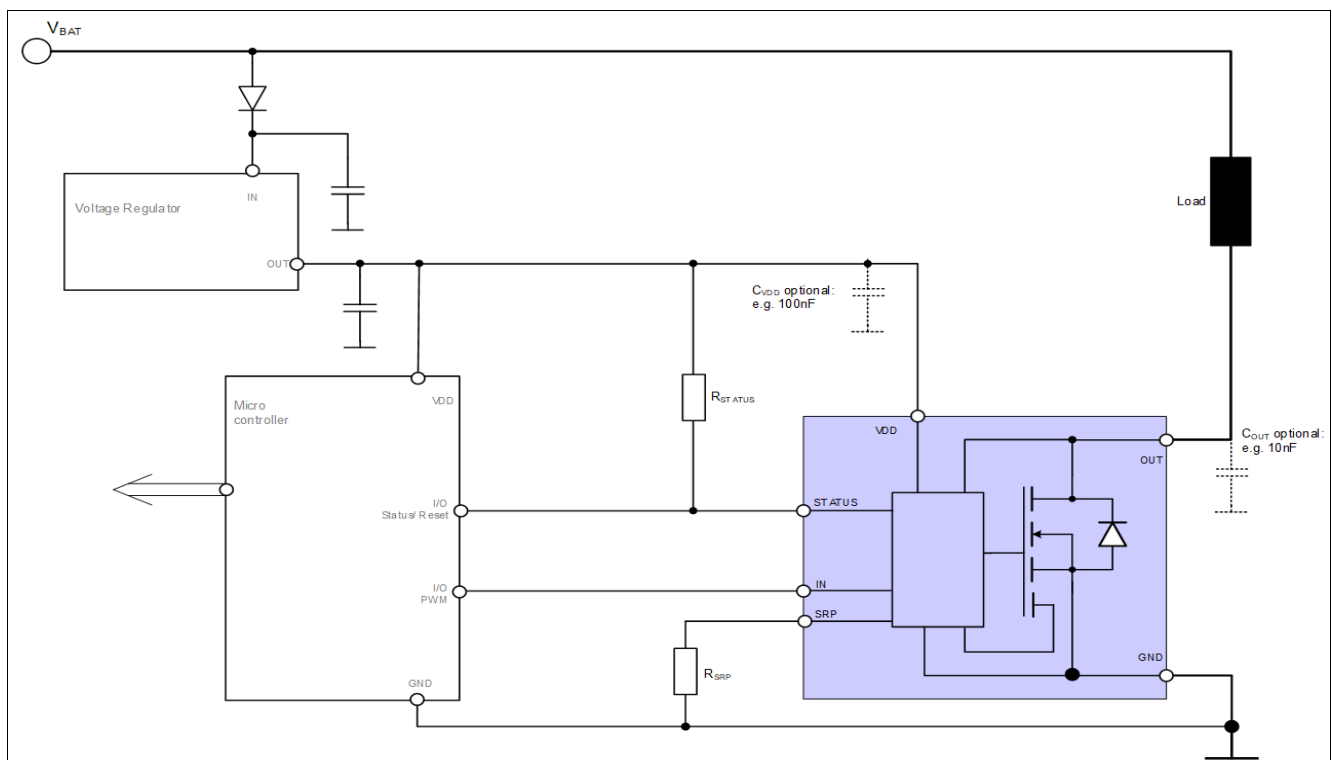 VBAT
IN
Voltage Regulator
Load
OUT
CVDD optional:
e.g. 100nF
RSTATUS
Micro
controller
VDD
VDD
COUT optional:
e.g. 10nF
OUT
I/O
Status/Reset
STATUS
I/O
PWM
IN
SRP
GND
RSRP
GND